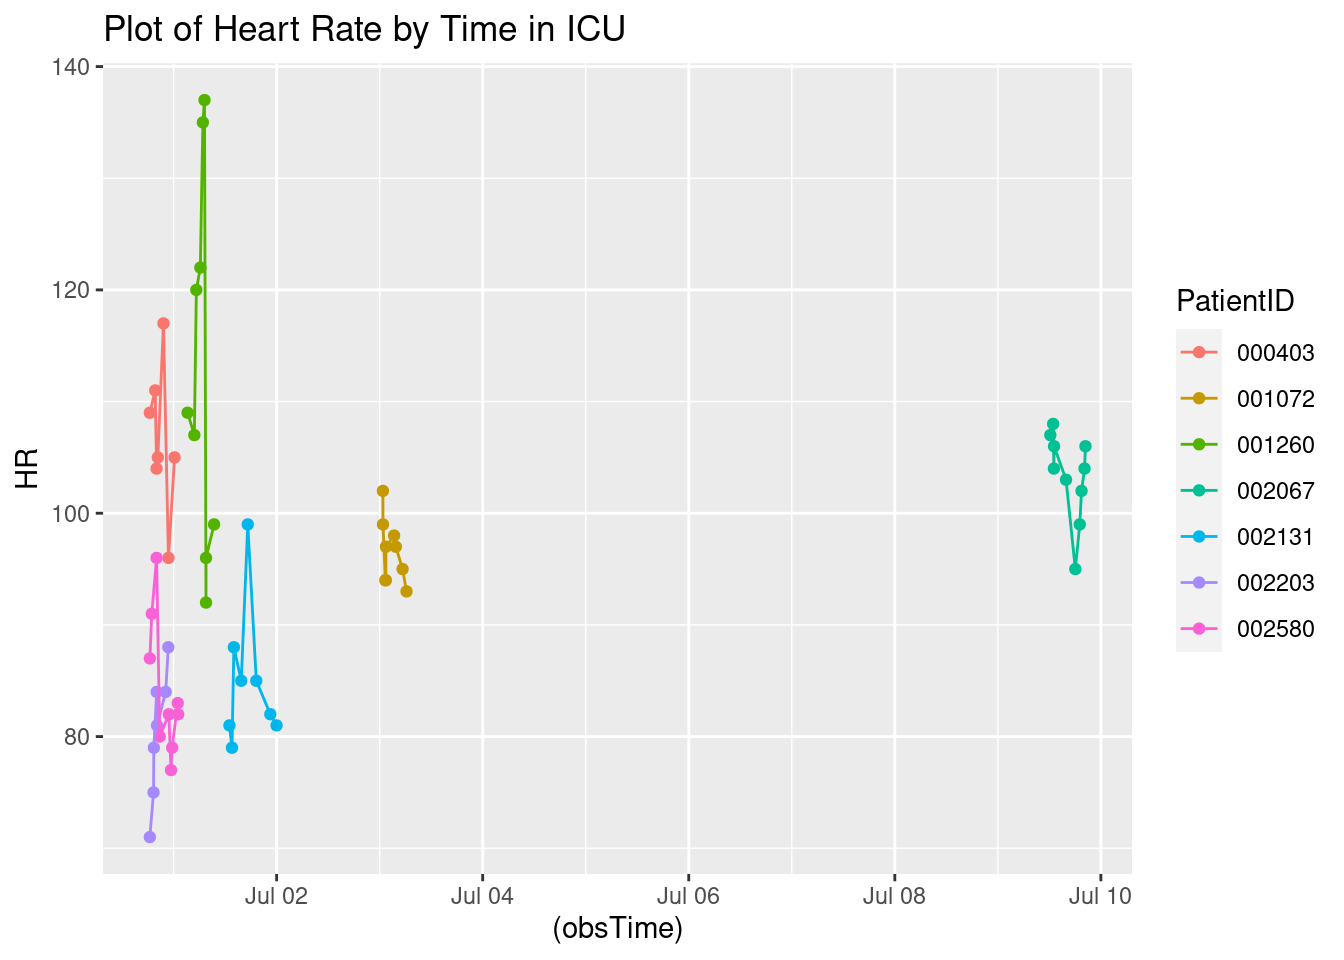 Plot of Heart Rate by Time in ICU
140
120
100
80
HR
Jul 02
Jul 04
Jul 06
Jul 08
Jul 10
(obsTime)
PatientID
000403
001072
001260
002067
002131
002203
002580